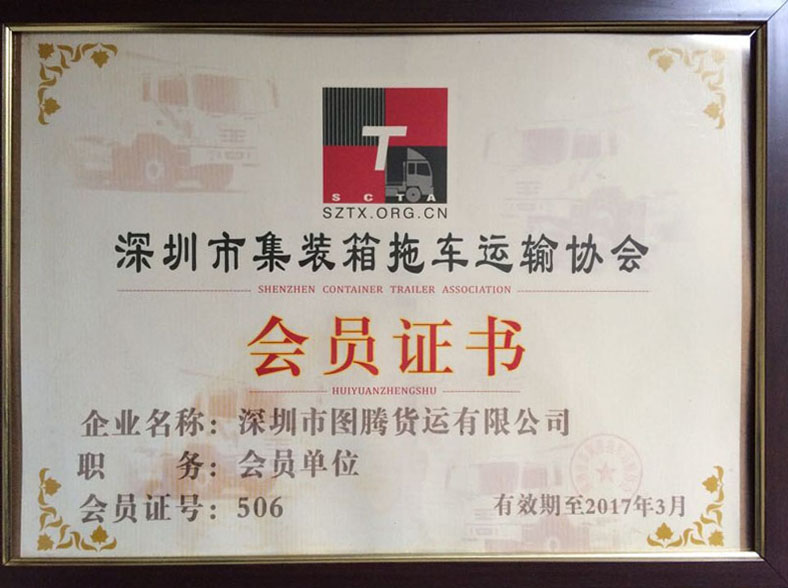 T
SCTA
SZTX.ORG.CN
深圳市集装箱拖车运输协会
SHENZHEN CONTAINER TRAILER ASSOCIATION
会员证书
HUIYUANZHENGSHU
企业名称：深圳市图腾货运有限公司
职 务：会员单位
会员证号：506
有效期至2017年3月